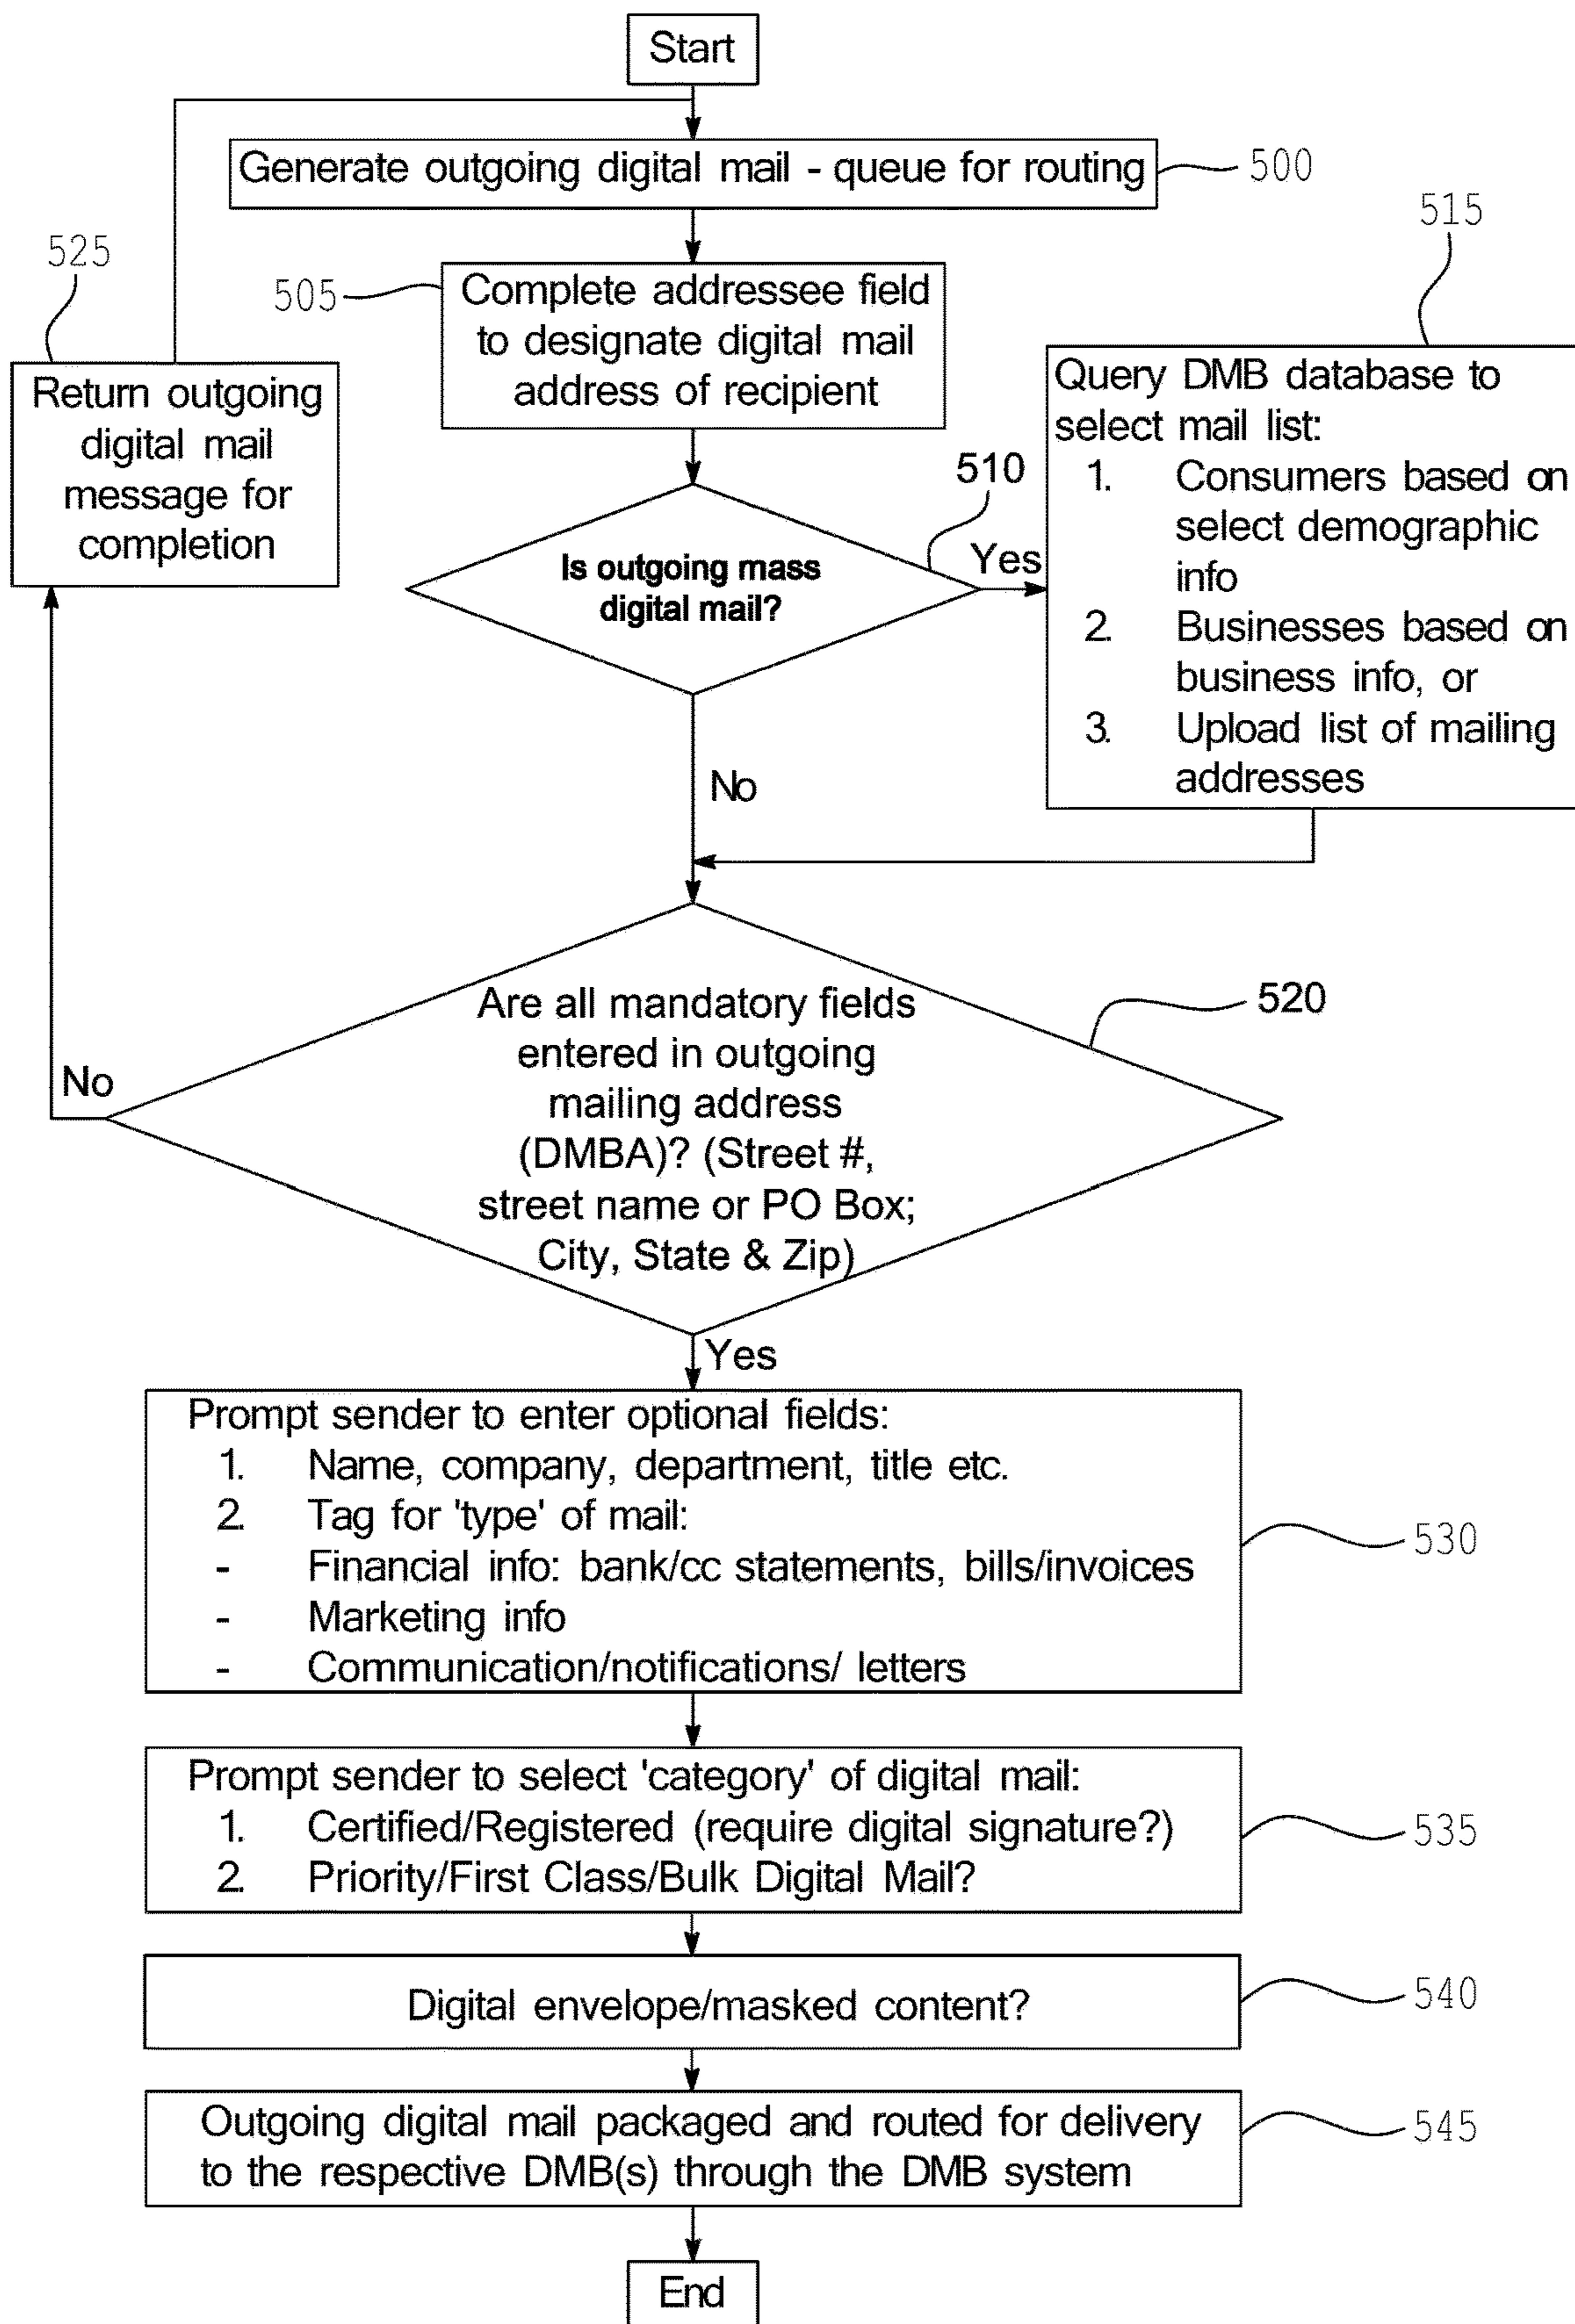 Start
Generate outgoing digital mail - queue for routing
500
515
525
505
Complete addressee field
to designate digital mail
address of recipient
Return outgoing
digital mail
message for
completion
Query DMB database to
select mail list:
1. Consumers based on
select demographic
info
2. Businesses based on
business info, or
3. Upload list of mailing
addresses
510
Yes
Is outgoing mass
digital mail?
No
Are all mandatory fields
entered in outgoing
mailing address
(DMBA)? (Street #,
street name or PO Box;
City, State & Zip)
520
No
Yes
Prompt sender to enter optional fields:
1. Name, company, department, title etc.
2. Tag for 'type' of mail:
- Financial info: bank/cc statements, bills/invoices
- Marketing info
- Communication/notifications/ letters
530
Prompt sender to select 'category' of digital mail:
1. Certified/Registered (require digital signature?)
2. Priority/First Class/Bulk Digital Mail?
535
Digital envelope/masked content?
540
Outgoing digital mail packaged and routed for delivery
to the respective DMB(s) through the DMB system
545
End